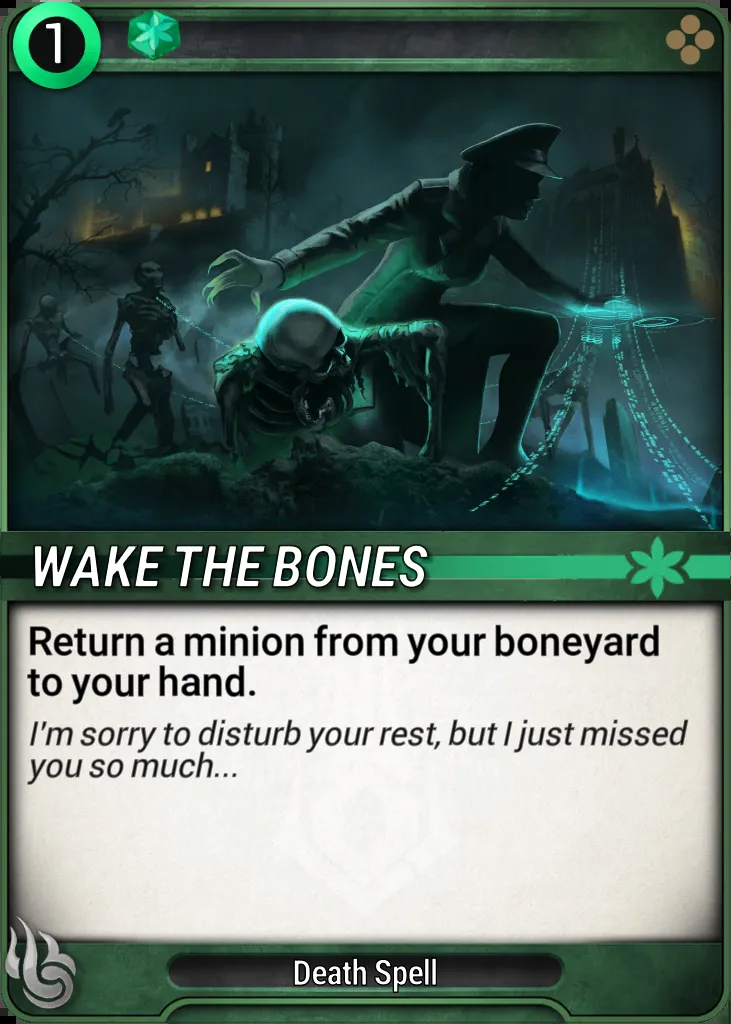 1
WAKE THE BONES
Return a minion from your boneyard
to your hand.
I'm sorry to disturb your rest, but I just missed
you so much...
Death Spell